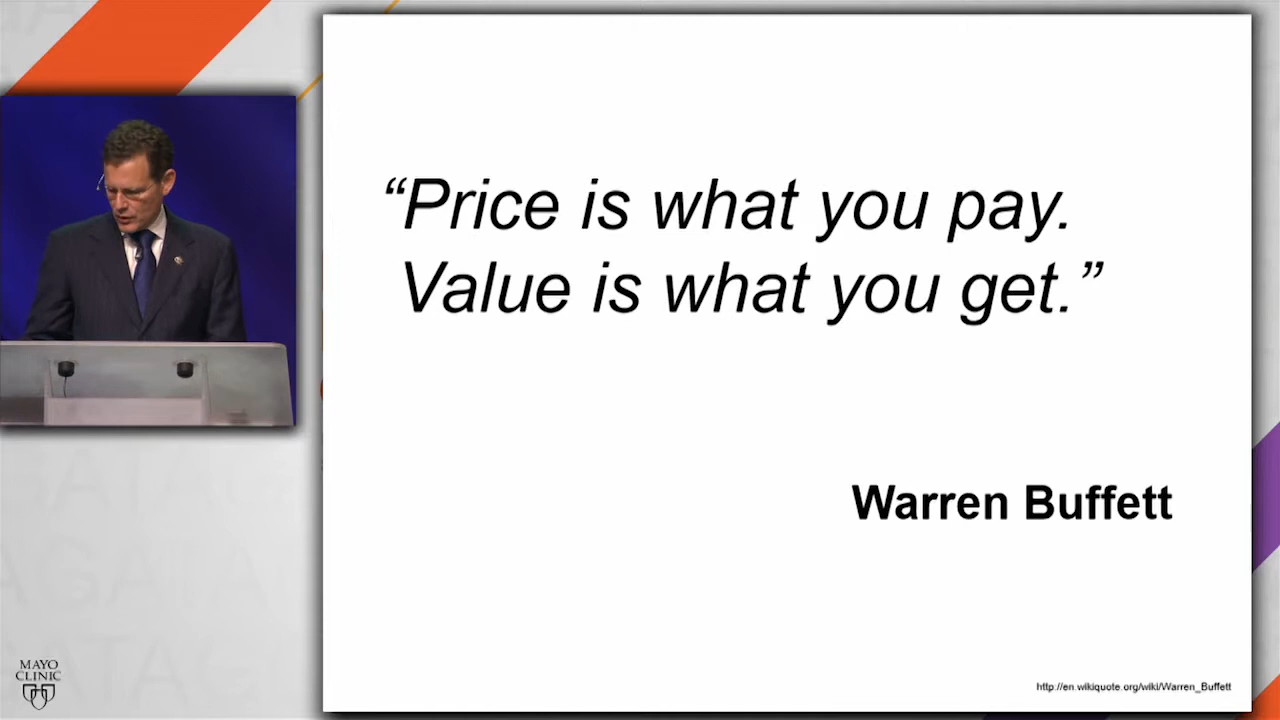 “Price is what you pay.
Value is what you get.”
Warren Buffett
http://en.wikiquote.org/wiki/Warren_Buffett
MAYO
CLINIC